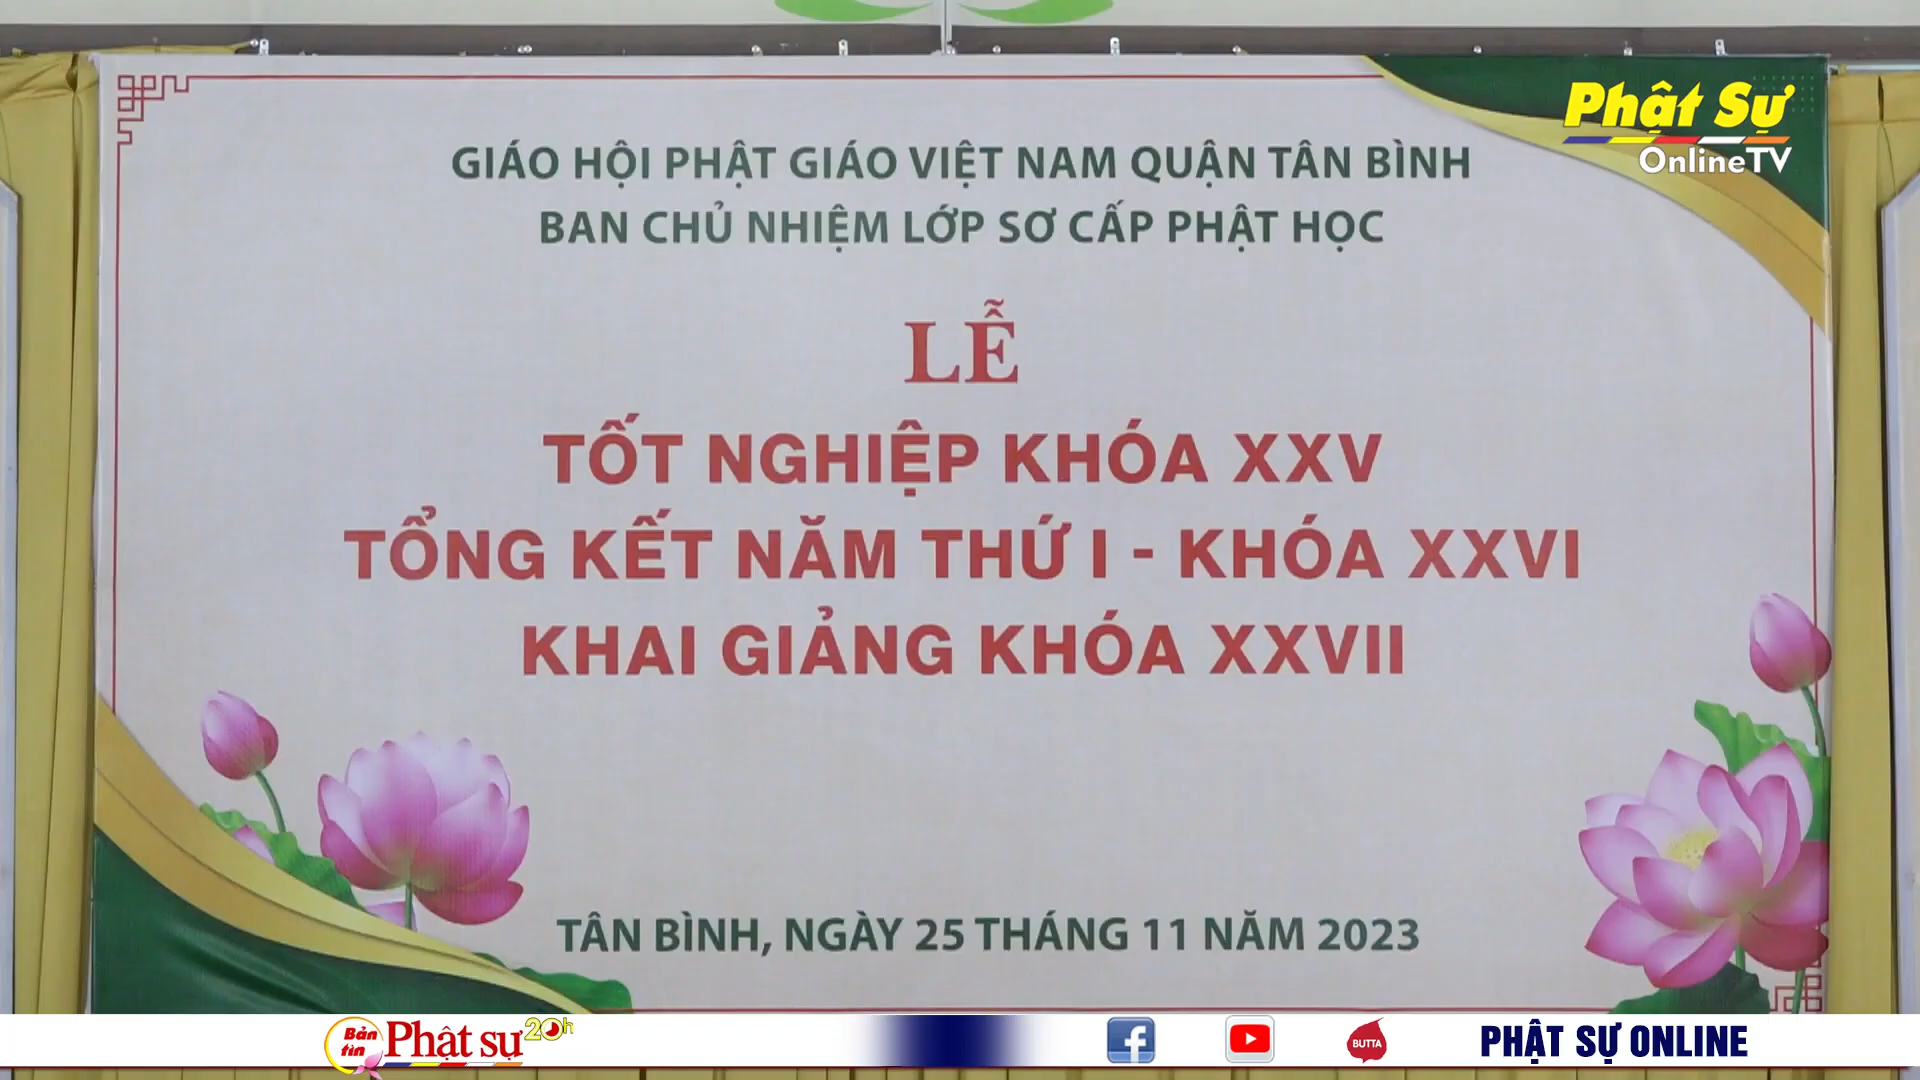 Phật Sự
OnlineTV
GIÁO HỘI PHẬT GIÁO VIỆT NAM QUẬN TÂN BÌNH
BAN CHỦ NHIỆM LỚP SƠ CẤP PHẬT HỌC
LỄ
TỐT NGHIỆP KHÓA XXV
TỔNG KẾT NĂM THỨ I - KHÓA XXVI
KHAI GIẢNG KHÓA XXVII
TÂN BÌNH, NGÀY 25 THÁNG 11 NĂM 2023
Bản tin Phật sự 20h
BUTTA
PHẬT SỰ ONLINE